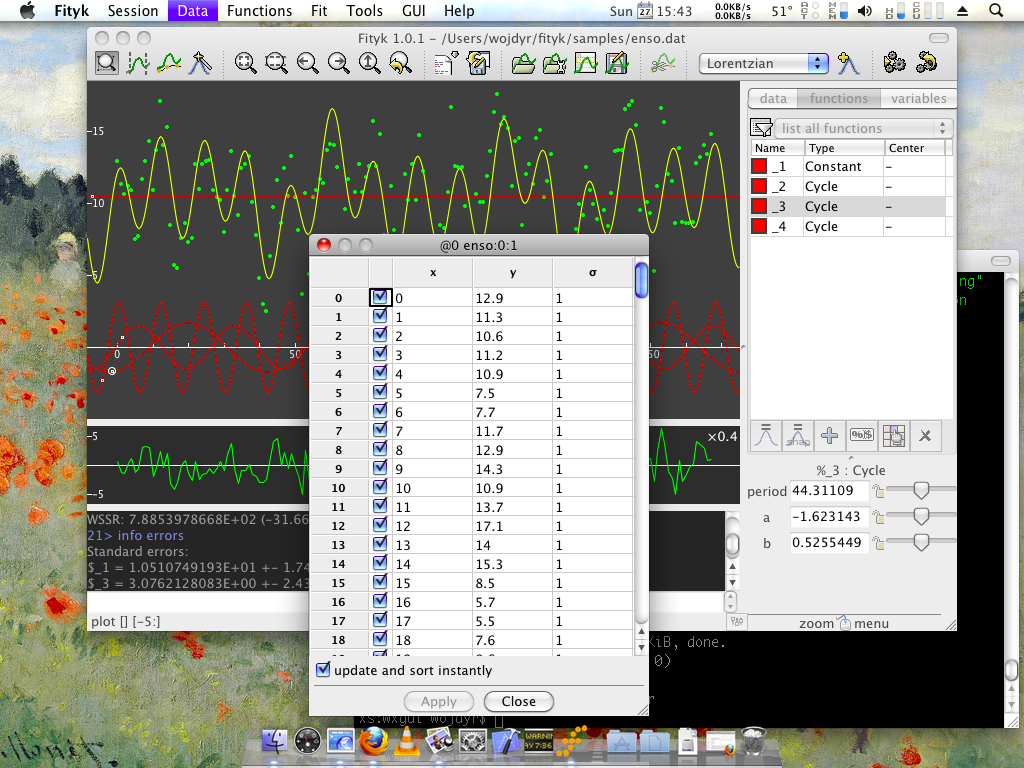 Fityk Session Data Functions Fit Tools GUI Help
Sun 27 15:43 0.0KB/s 0.0KB/s 51°
Fityk 1.0.1 – /Users/wojdyr/fityk/samples/enso.dat
Lorentzian
data functions variables
list all functions
Name Type Center
_1 Constant –
_2 Cycle –
_3 Cycle –
_4 Cycle –
15
10
5
0 50
50
5
-5
×0.4
@0 enso:0:1
x y σ
0 0 12.9 1
1 1 11.3 1
2 2 10.6 1
3 3 11.2 1
4 4 10.9 1
5 5 7.5 1
6 6 7.7 1
7 7 11.7 1
8 8 12.9 1
9 9 14.3 1
10 10 10.9 1
11 11 13.7 1
12 12 17.1 1
13 13 14 1
14 14 15.3 1
15 15 8.5 1
16 16 5.7 1
17 17 5.5 1
18 18 7.6 1
update and sort instantly
Apply Close
%_3 : Cycle
period 44.31109
a −1.623143
b 0.5255449
zoom menu
WSSR: 7.8853978668E+02 (-31.66
21> info errors
Standard errors:
$_1 = 1.0510749193E+01 +- 1.74
$_3 = 3.0762128083E+00 +- 2.43
plot [] [-5:]
ng"
on
KiB, done.
0)
r
xs:wxgui wojdyr$